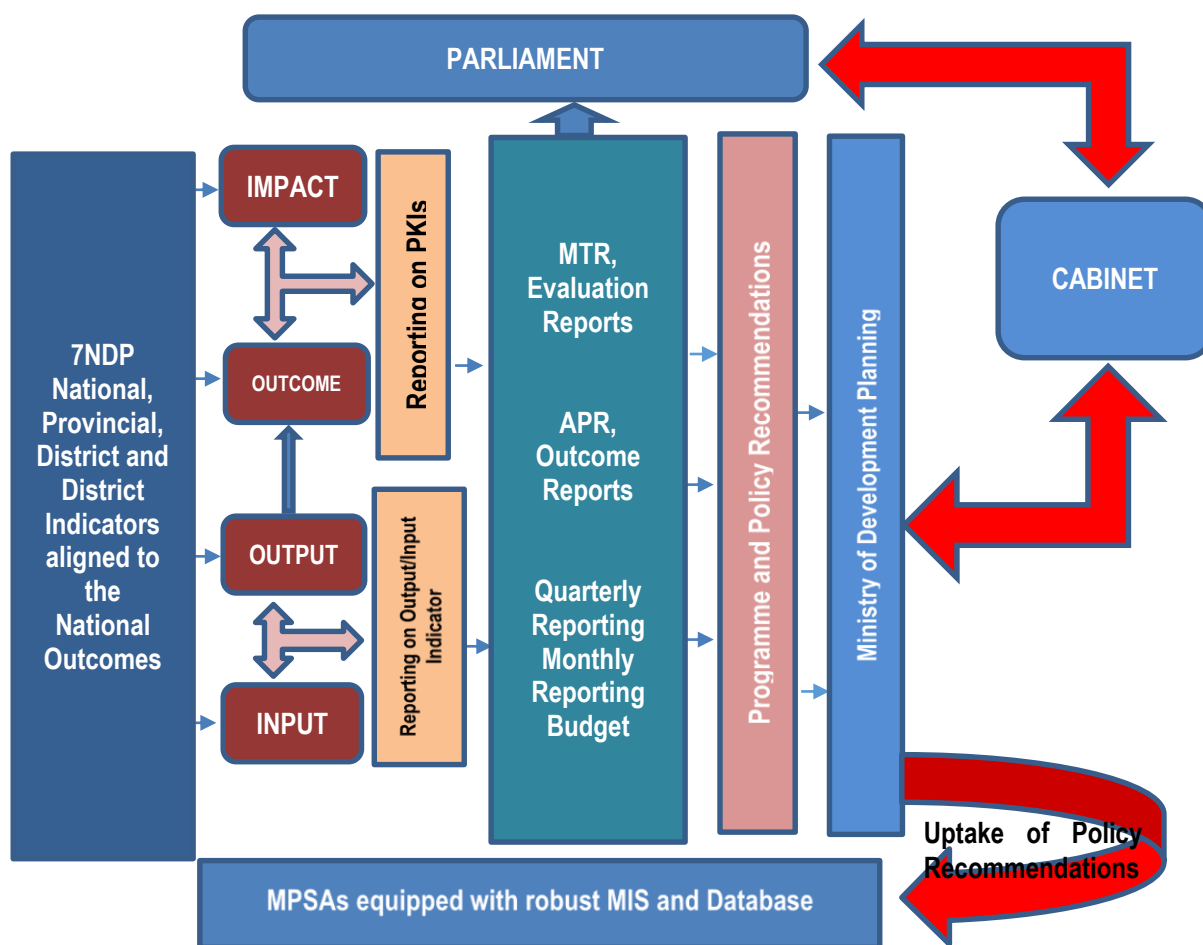 PARLIAMENT
7NDP
National,
Provincial,
District and
District
Indicators
aligned to
the
National
Outcomes
IMPACT
OUTCOME
OUTPUT
INPUT
Reporting on PKIs
Reporting on Output/Input
Indicator
MTR,
Evaluation
Reports
APR,
Outcome
Reports
Quarterly
Reporting
Monthly
Reporting
Budget
Programme and Policy Recommendations
Ministry of Development Planning
CABINET
Uptake of Policy
Recommendations
MPSAs equipped with robust MIS and Database